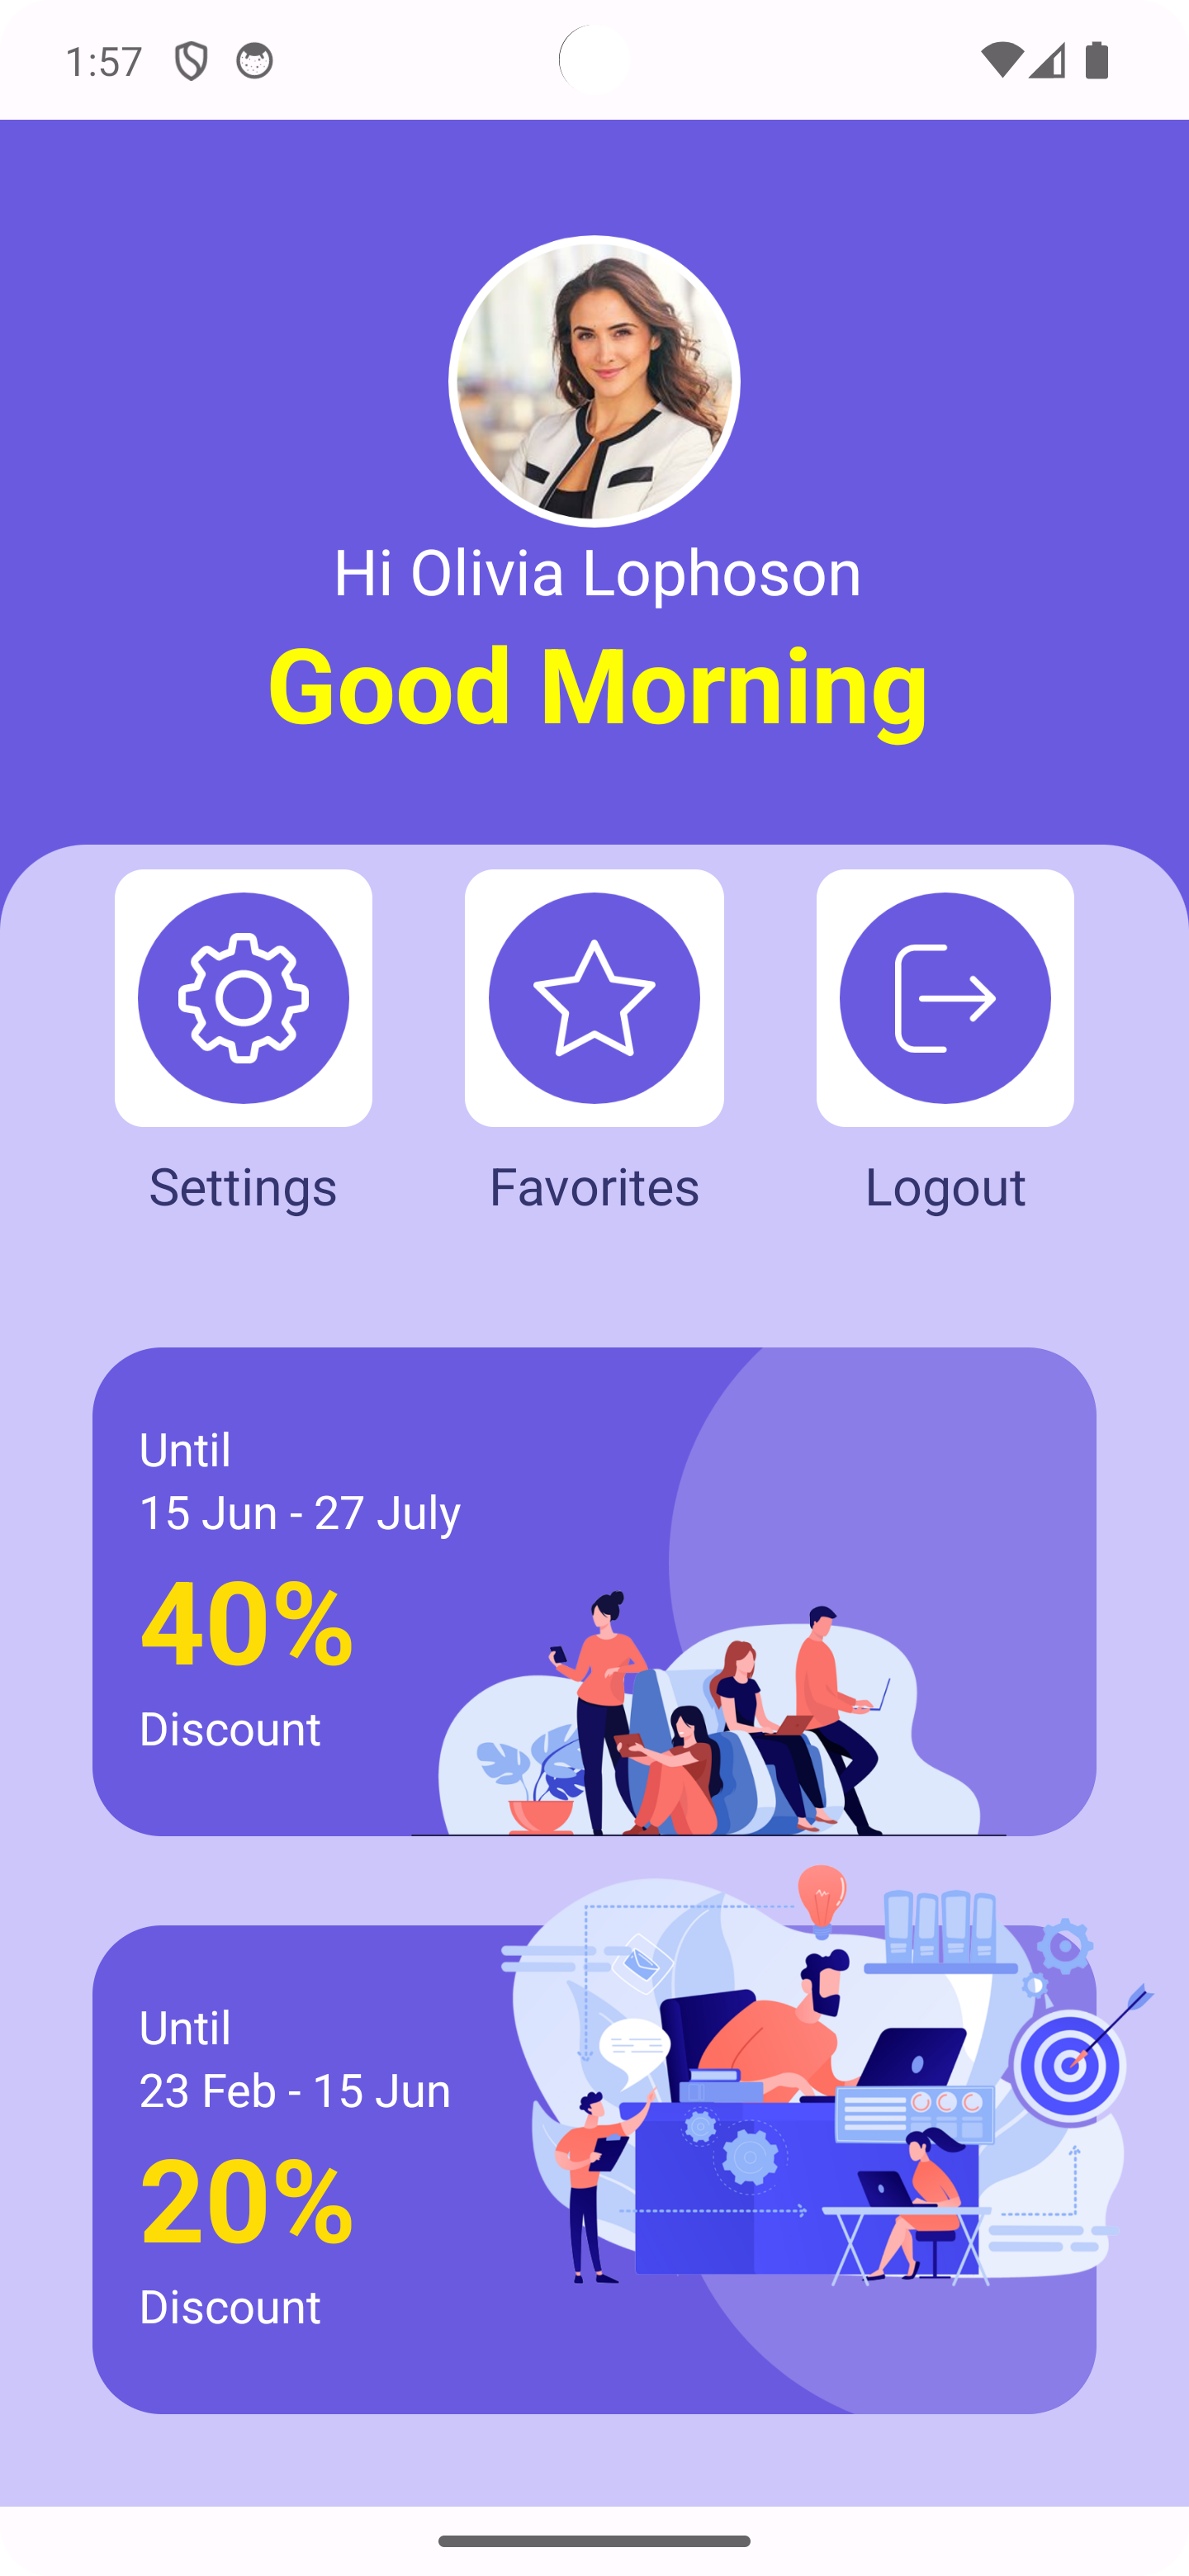 1:57
Hi Olivia Lophoson
Good Morning
Settings
Favorites
Logout
Until
15 Jun - 27 July
40%
Discount
Until
23 Feb - 15 Jun
20%
Discount